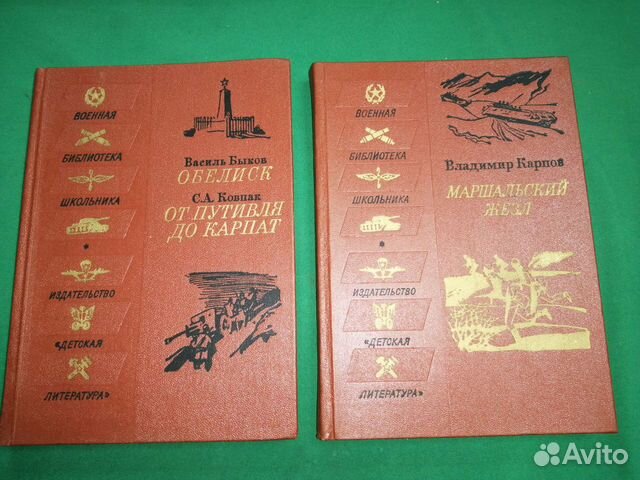 ВОЕННАЯ
БИБЛИОТЕКА
ШКОЛЬНИКА
ИЗДАТЕЛЬСТВО
«ДЕТСКАЯ
ЛИТЕРАТУРА»
Василь Быков
ОБЕЛИСК
С.А. Ковпак
ОТ ПУТИВЛЯ
ДО КАРПАТ
ВОЕННАЯ
БИБЛИОТЕКА
ШКОЛЬНИКА
ИЗДАТЕЛЬСТВО
«ДЕТСКАЯ
ЛИТЕРАТУРА»
Владимир Карпов
МАРШАЛЬСКИЙ
ЖЕЗЛ
Avito